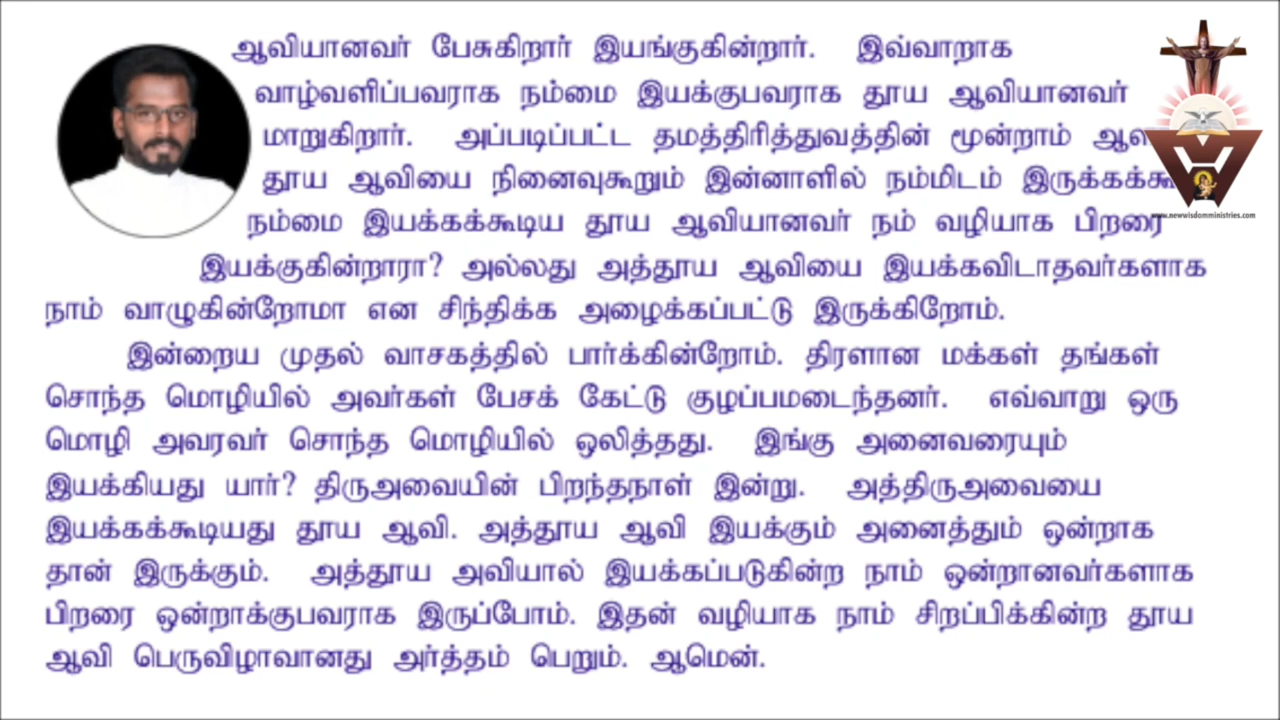 ஆவியானவர் பேசுகிறார் இயங்குகின்றார். இவ்வாறாக
வாழ்வளிப்பவராக நம்மை இயக்குபவராக தூய ஆவியானவர்
மாறுகிறார். அப்படிப்பட்ட தமத்திரித்துவத்தின் மூன்றாம்
தூய ஆவியை நினைவுகூறும் இன்னாளில் நம்மிடம்
நம்மை இயக்கக்கூடிய தூய ஆவியானவர் நம் வழியாக பிறரை
www.newwisdomministries.com
இயக்குகின்றாரா? அல்லது அத்தூய ஆவியை இயக்கவிடாதவர்களாக
நாம் வாழுகின்றோமா என சிந்திக்க அழைக்கப்பட்டு இருக்கிறோம்.
இன்றைய முதல் வாசகத்தில் பார்க்கின்றோம். திரளான மக்கள் தங்கள்
சொந்த மொழியில் அவர்கள் பேசக் கேட்டு குழப்பமடைந்தனர். எவ்வாறு ஒரு
மொழி அவரவர் சொந்த மொழியில் ஒலித்தது. இங்கு அனைவரையும்
இயக்கியது யார்? திருஅவையின் பிறந்தநாள் இன்று. அத்திருஅவையை
இயக்கக்கூடியது தூய ஆவி. அத்தூய ஆவி இயக்கும் அனைத்தும் ஒன்றாக
தான் இருக்கும். அத்தூய அவியால் இயக்கப்படுகின்ற நாம் ஒன்றானவர்களாக
பிறரை ஒன்றாக்குபவராக இருப்போம். இதன் வழியாக நாம் சிறப்பிக்கின்ற தூய
ஆவி பெருவிழாவானது அர்த்தம் பெறும். ஆமென்.